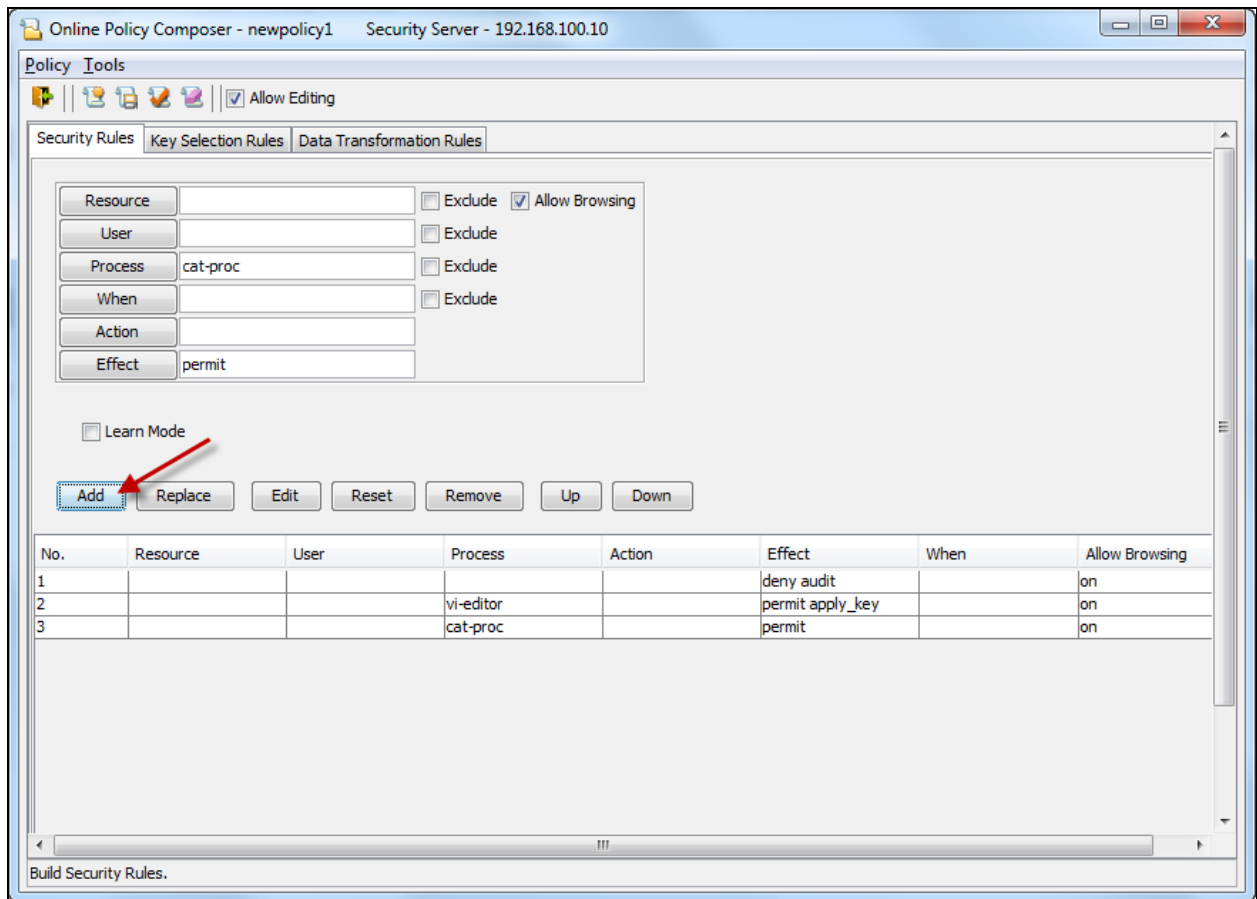 Online Policy Composer - newpolicy1 Security Server - 192.168.100.10
Policy Tools
Allow Editing
Security Rules Key Selection Rules Data Transformation Rules
Resource Exclude Allow Browsing
User Exclude
Process cat-proc Exclude
When Exclude
Action
Effect permit
Learn Mode
Add Replace Edit Reset Remove Up Down
No. Resource User Process Action Effect When Allow Browsing
1 deny audit on
2 vi-editor permit apply_key on
3 cat-proc permit on
Build Security Rules.